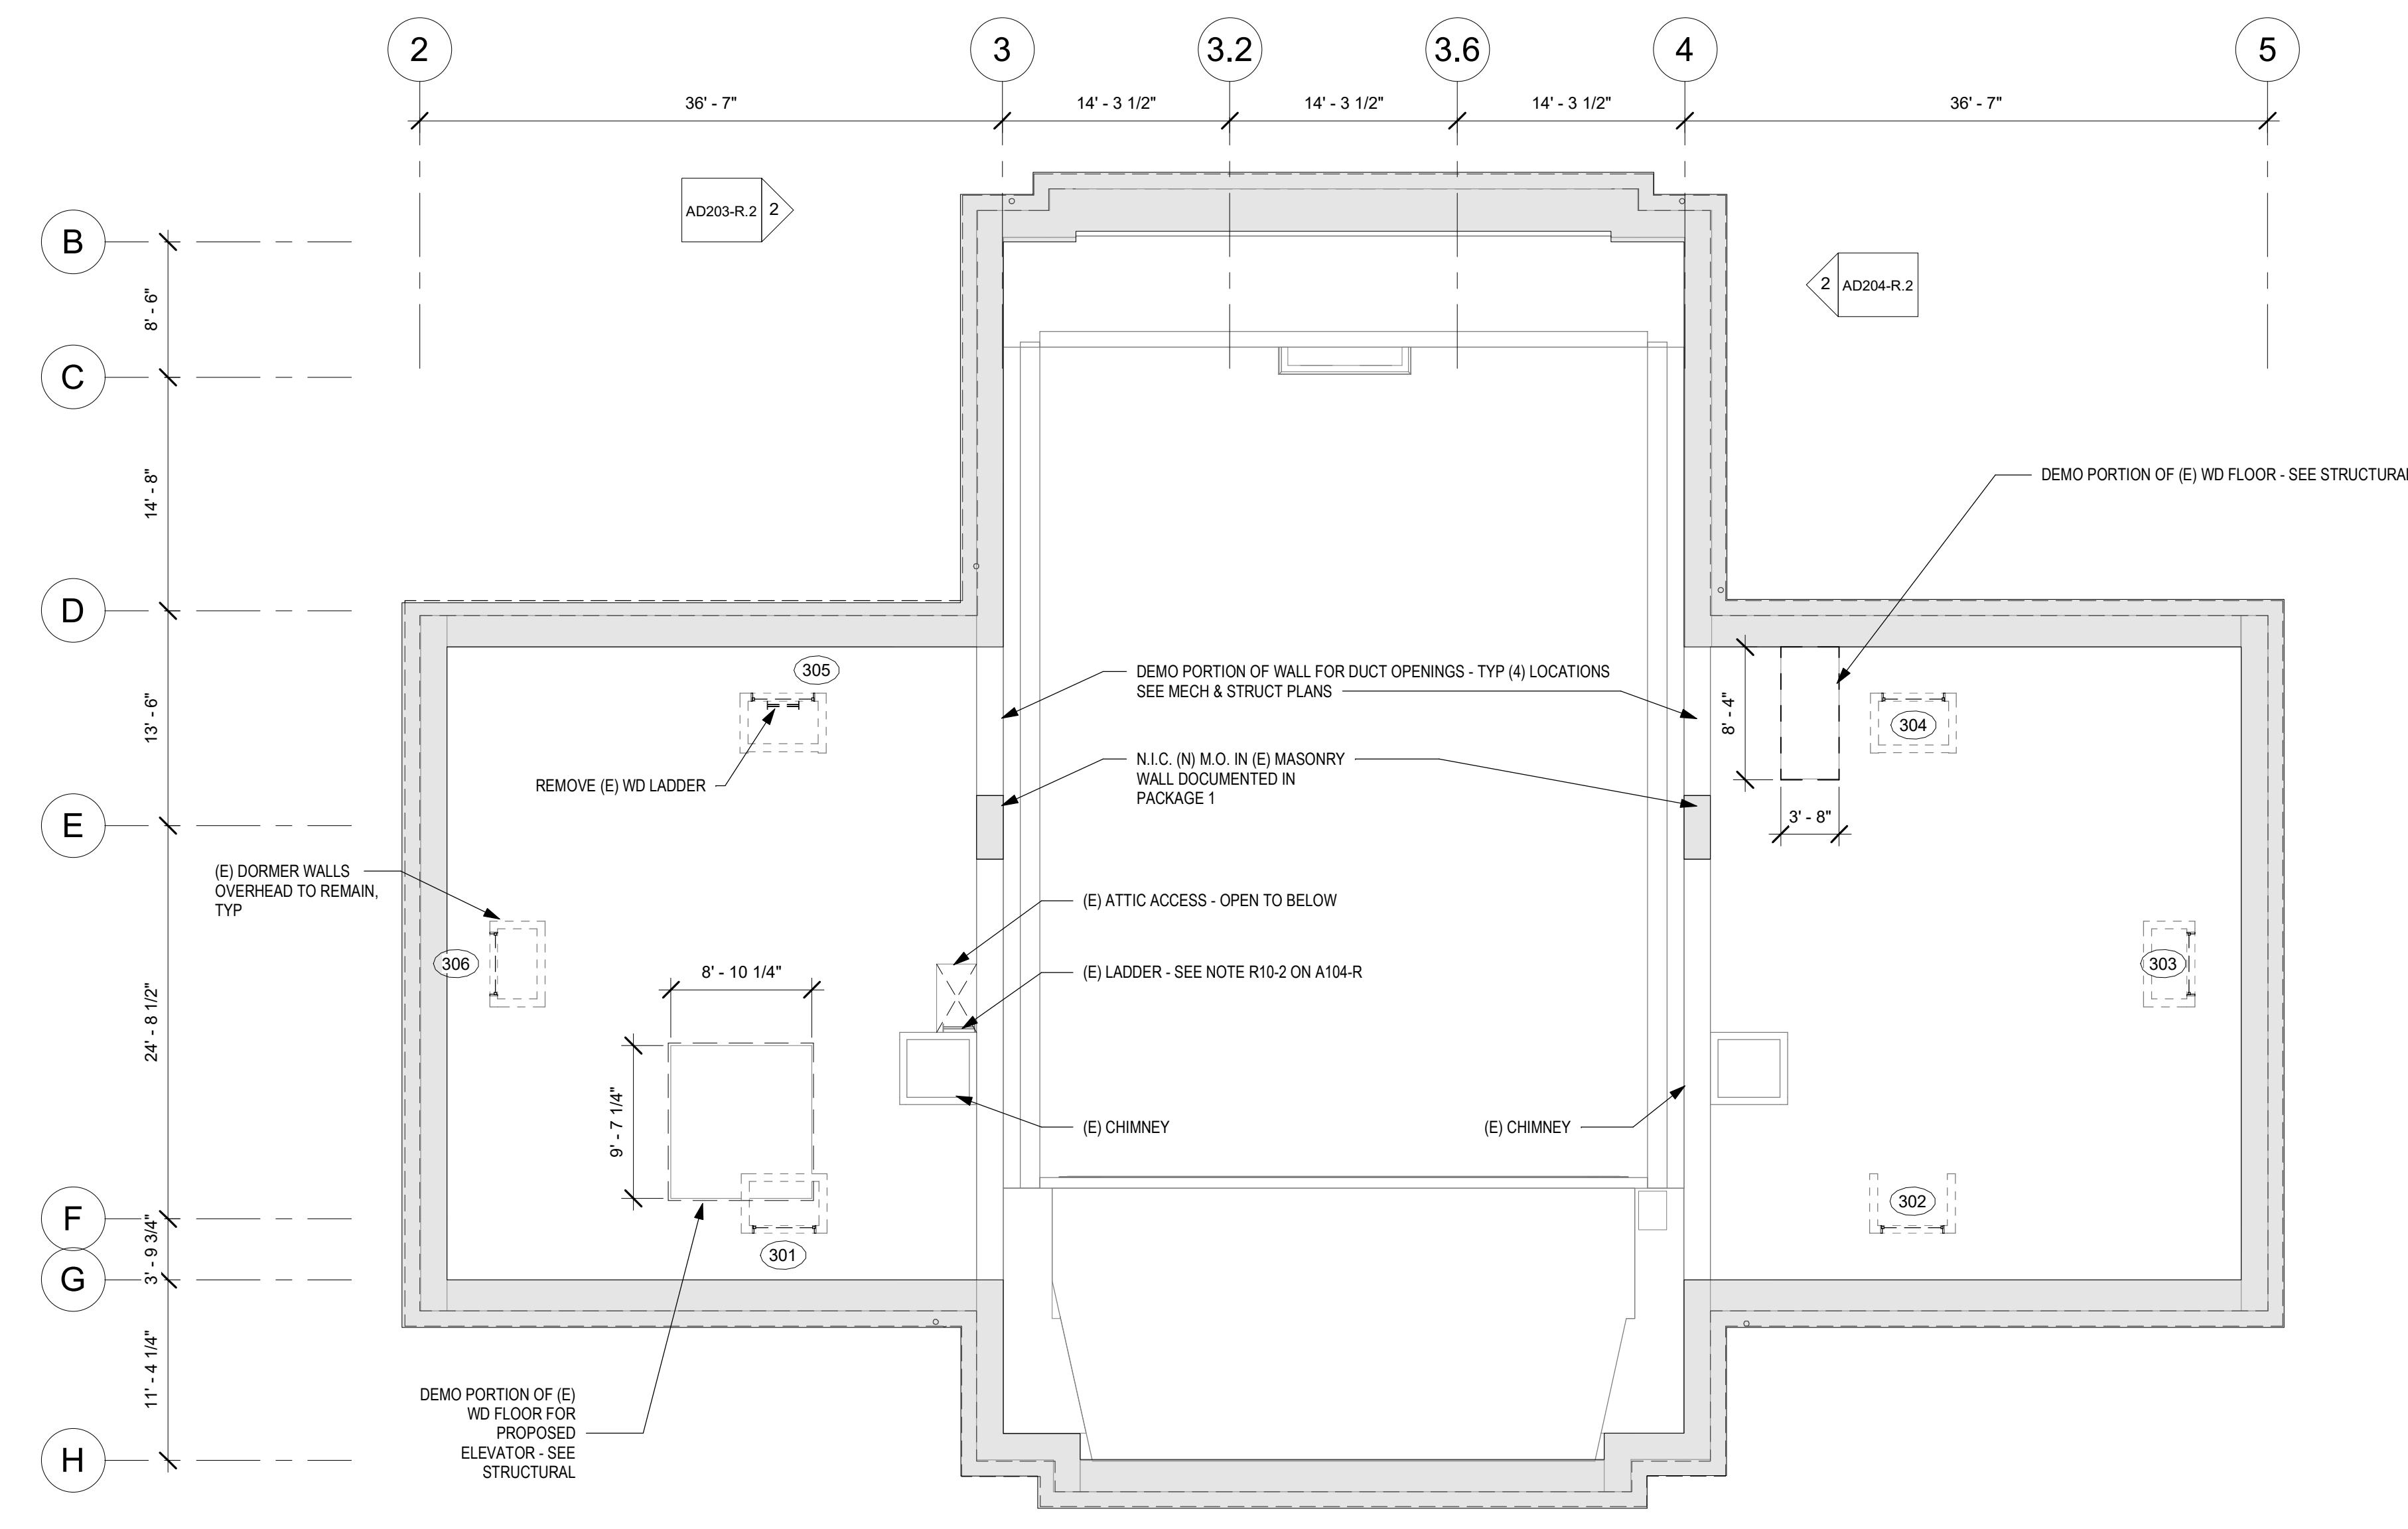 2
3
3.2
3.6
4
5
36' - 7"
14' - 3 1/2"
14' - 3 1/2"
14' - 3 1/2"
36' - 7"
AD203-R.2
2
2
AD204-R.2
B
8' - 6"
C
14' - 8"
DEMO PORTION OF (E) WD FLOOR - SEE STRUCTURAL
D
305
DEMO PORTION OF WALL FOR DUCT OPENINGS - TYP (4) LOCATIONS
SEE MECH & STRUCT PLANS
13' - 6"
8' - 4"
304
REMOVE (E) WD LADDER
N.I.C. (N) M.O. IN (E) MASONRY
WALL DOCUMENTED IN
PACKAGE 1
3' - 8"
E
(E) DORMER WALLS
OVERHEAD TO REMAIN,
TYP
(E) ATTIC ACCESS - OPEN TO BELOW
306
303
8' - 10 1/4"
(E) LADDER - SEE NOTE R10-2 ON A104-R
24' - 8 1/2"
9' - 7 1/4"
(E) CHIMNEY
(E) CHIMNEY
302
F
3' - 9 3/4"
301
G
11' - 4 1/4"
DEMO PORTION OF (E)
WD FLOOR FOR
PROPOSED
ELEVATOR - SEE
STRUCTURAL
H